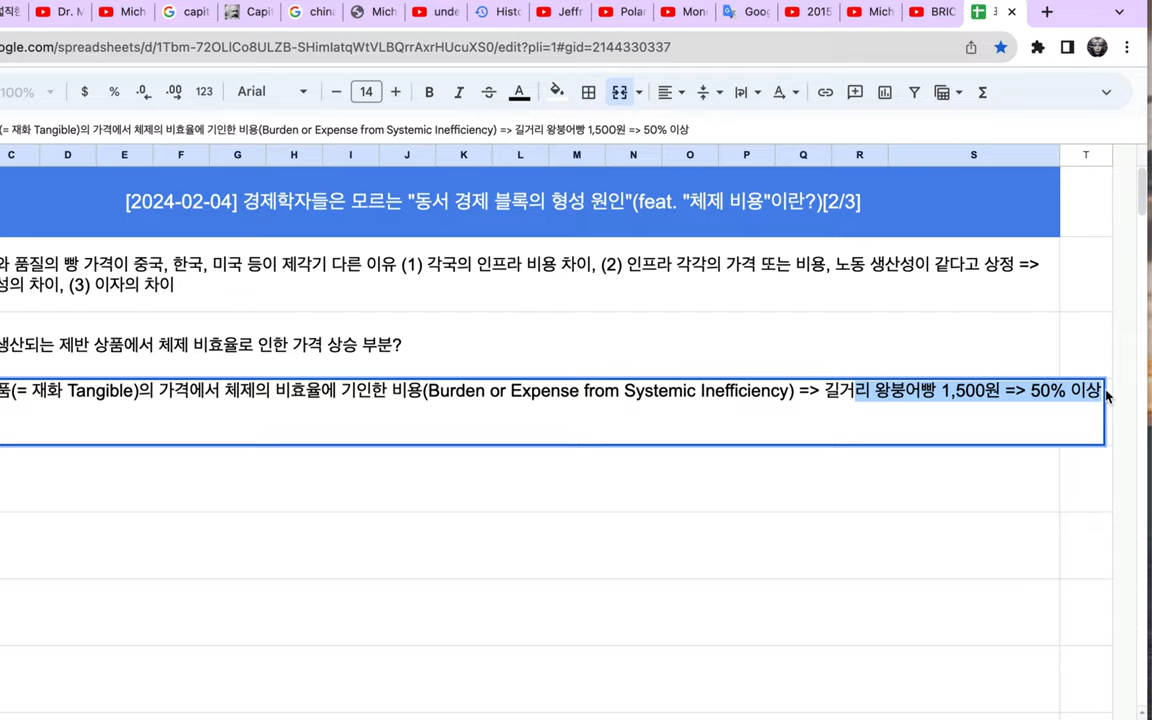 Dr. M
Mich
capit
Capi
china
Mich
unde
Histo
Jeffr
Pola
Mon
Goog
2015
Mich
BRIC
ogle.com/spreadsheets/d/1Tbm-72OLlCo8ULZB-SHimIatqWtVLBQrrAxrHUcuXS0/edit?pli=1#gid=2144330337
100% $ % .0 .00 123 Arial 14 B I S A
(= 재화 Tangible)의 가격에서 체제의 비효율에 기인한 비용(Burden or Expense from Systemic Inefficiency) => 길거리 왕붕어빵 1,500원 => 50% 이상
C D E F G H I J K L M N O P Q R S T
[2024-02-04] 경제학자들은 모르는 "동서 경제 블록의 형성 원인"(feat. "체제 비용"이란?)[2/3]
와 품질의 빵 가격이 중국, 한국, 미국 등이 제각기 다른 이유 (1) 각국의 인프라 비용 차이, (2) 인프라 각각의 가격 또는 비용, 노동 생산성이 같다고 상정 =>
성의 차이, (3) 이자의 차이
생산되는 제반 상품에서 체제 비효율로 인한 가격 상승 부분?
품(= 재화 Tangible)의 가격에서 체제의 비효율에 기인한 비용(Burden or Expense from Systemic Inefficiency) => 길거리 왕붕어빵 1,500원 => 50% 이상